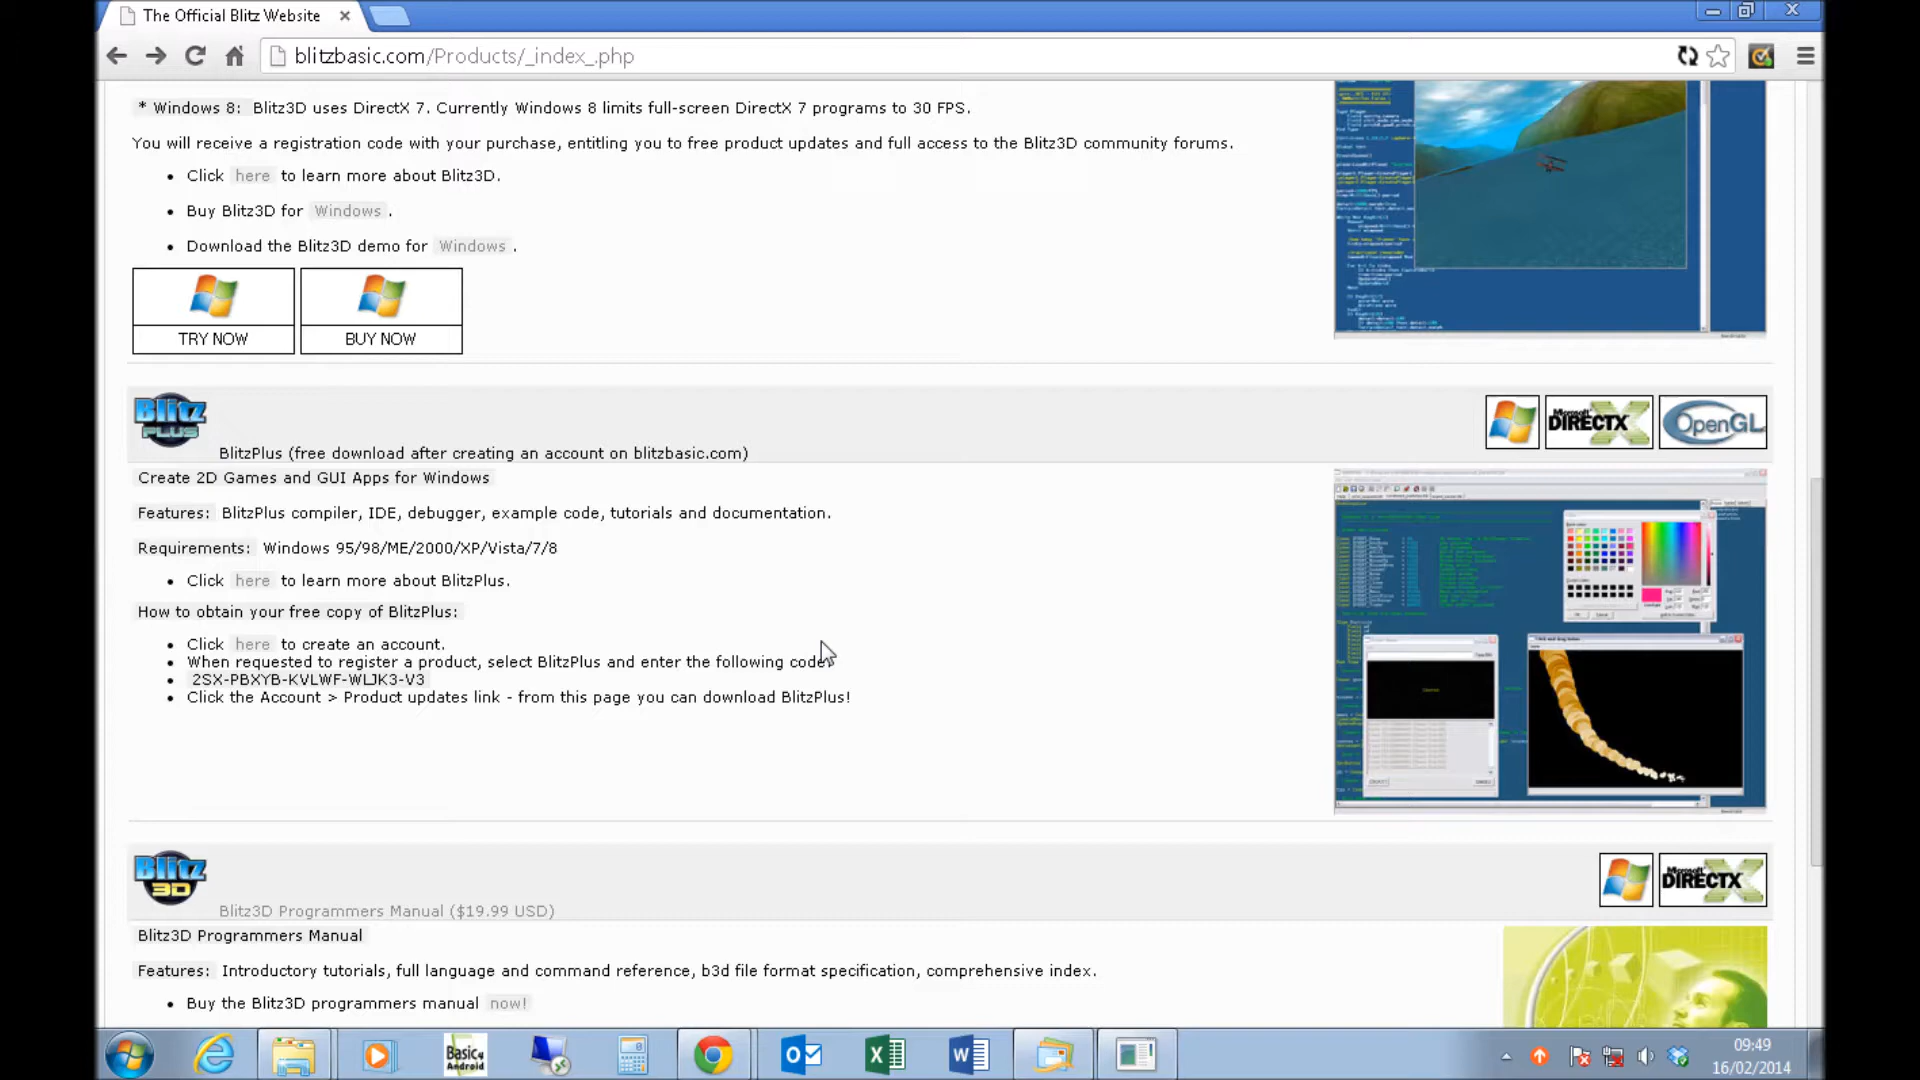 The Official Blitz Website
blitzbasic.com/Products/_index_.php
* Windows 8: Blitz3D uses DirectX 7. Currently Windows 8 limits full-screen DirectX 7 programs to 30 FPS.
You will receive a registration code with your purchase, entitling you to free product updates and full access to the Blitz3D community forums.
• Click here to learn more about Blitz3D.
• Buy Blitz3D for Windows .
• Download the Blitz3D demo for Windows .
TRY NOW BUY NOW
Blitz PLUS
Microsoft DIRECTX OpenGL
BlitzPlus (free download after creating an account on blitzbasic.com)
Create 2D Games and GUI Apps for Windows
Features: BlitzPlus compiler, IDE, debugger, example code, tutorials and documentation.
Requirements: Windows 95/98/ME/2000/XP/Vista/7/8
• Click here to learn more about BlitzPlus.
How to obtain your free copy of BlitzPlus:
• Click here to create an account.
• When requested to register a product, select BlitzPlus and enter the following code
• 2SX-PBXYB-KVLWF-WLJK3-V3
• Click the Account > Product updates link - from this page you can download BlitzPlus!
Blitz 3D
Microsoft DIRECTX
Blitz3D Programmers Manual ($19.99 USD)
Blitz3D Programmers Manual
Features: Introductory tutorials, full language and command reference, b3d file format specification, comprehensive index.
• Buy the Blitz3D programmers manual now!
Basic4 Android
09:49
16/02/2014